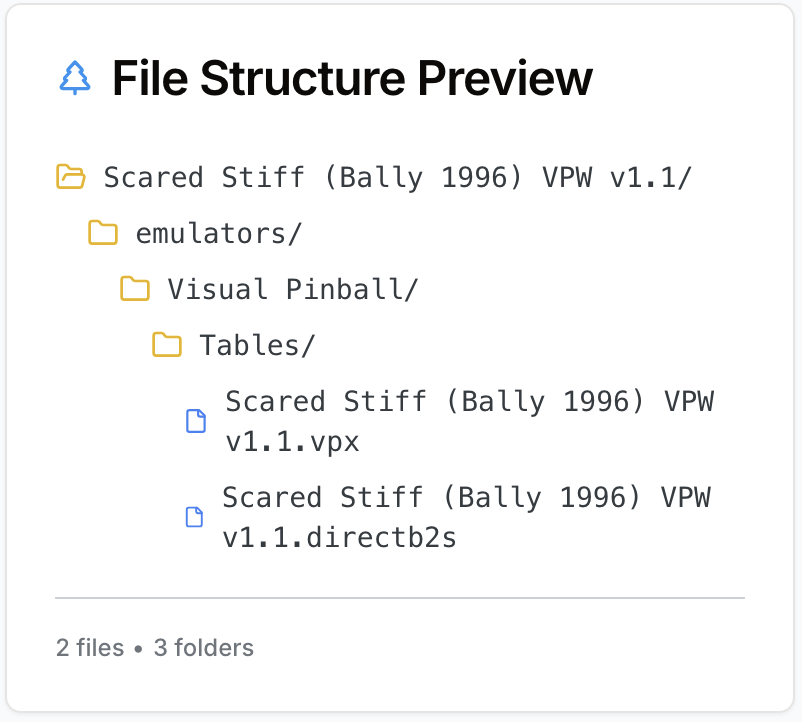 File Structure Preview
Scared Stiff (Bally 1996) VPW v1.1/
emulators/
Visual Pinball/
Tables/
Scared Stiff (Bally 1996) VPW
v1.1.vpx
Scared Stiff (Bally 1996) VPW
v1.1.directb2s
2 files • 3 folders